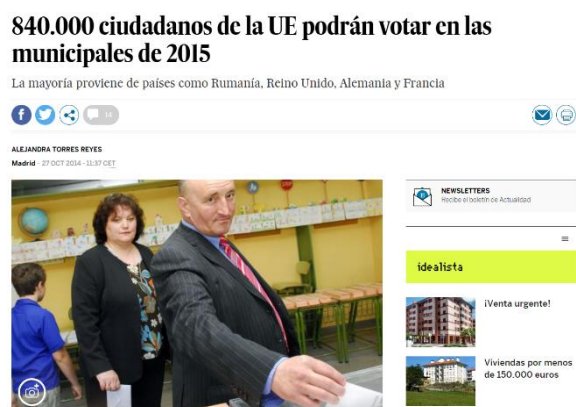 840.000 ciudadanos de la UE podrán votar en las
municipales de 2015
La mayoría proviene de países como Rumanía, Reino Unido, Alemania y Francia
14
ALEJANDRA TORRES REYES
Madrid - 27 OCT 2014 - 11:37 CET
NEWSLETTERS
Recibe el boletín de Actualidad
idealista
¡Venta urgente!
Viviendas por menos
de 150.000 euros